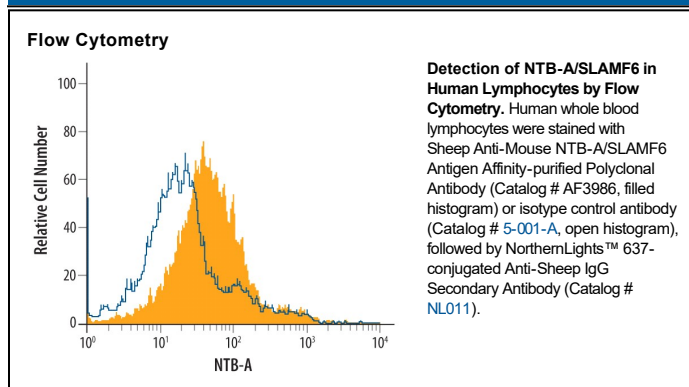 Flow Cytometry
100
80
60
40
20
0
Relative Cell Number
10⁰
10¹
10²
10³
10⁴
NTB-A
Detection of NTB-A/SLAMF6 in
Human Lymphocytes by Flow
Cytometry. Human whole blood
lymphocytes were stained with
Sheep Anti-Mouse NTB-A/SLAMF6
Antigen Affinity-purified Polyclonal
Antibody (Catalog # AF3986, filled
histogram) or isotype control antibody
(Catalog # 5-001-A, open histogram),
followed by NorthernLights™ 637-
conjugated Anti-Sheep IgG
Secondary Antibody (Catalog #
NL011).